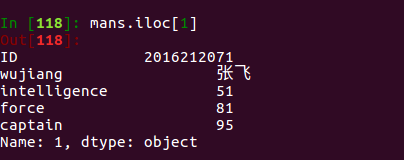 In [118]: mans.iloc[1]
Out[118]:
ID 2016212071
wujiang 张飞
intelligence 51
force 81
captain 95
Name: 1, dtype: object